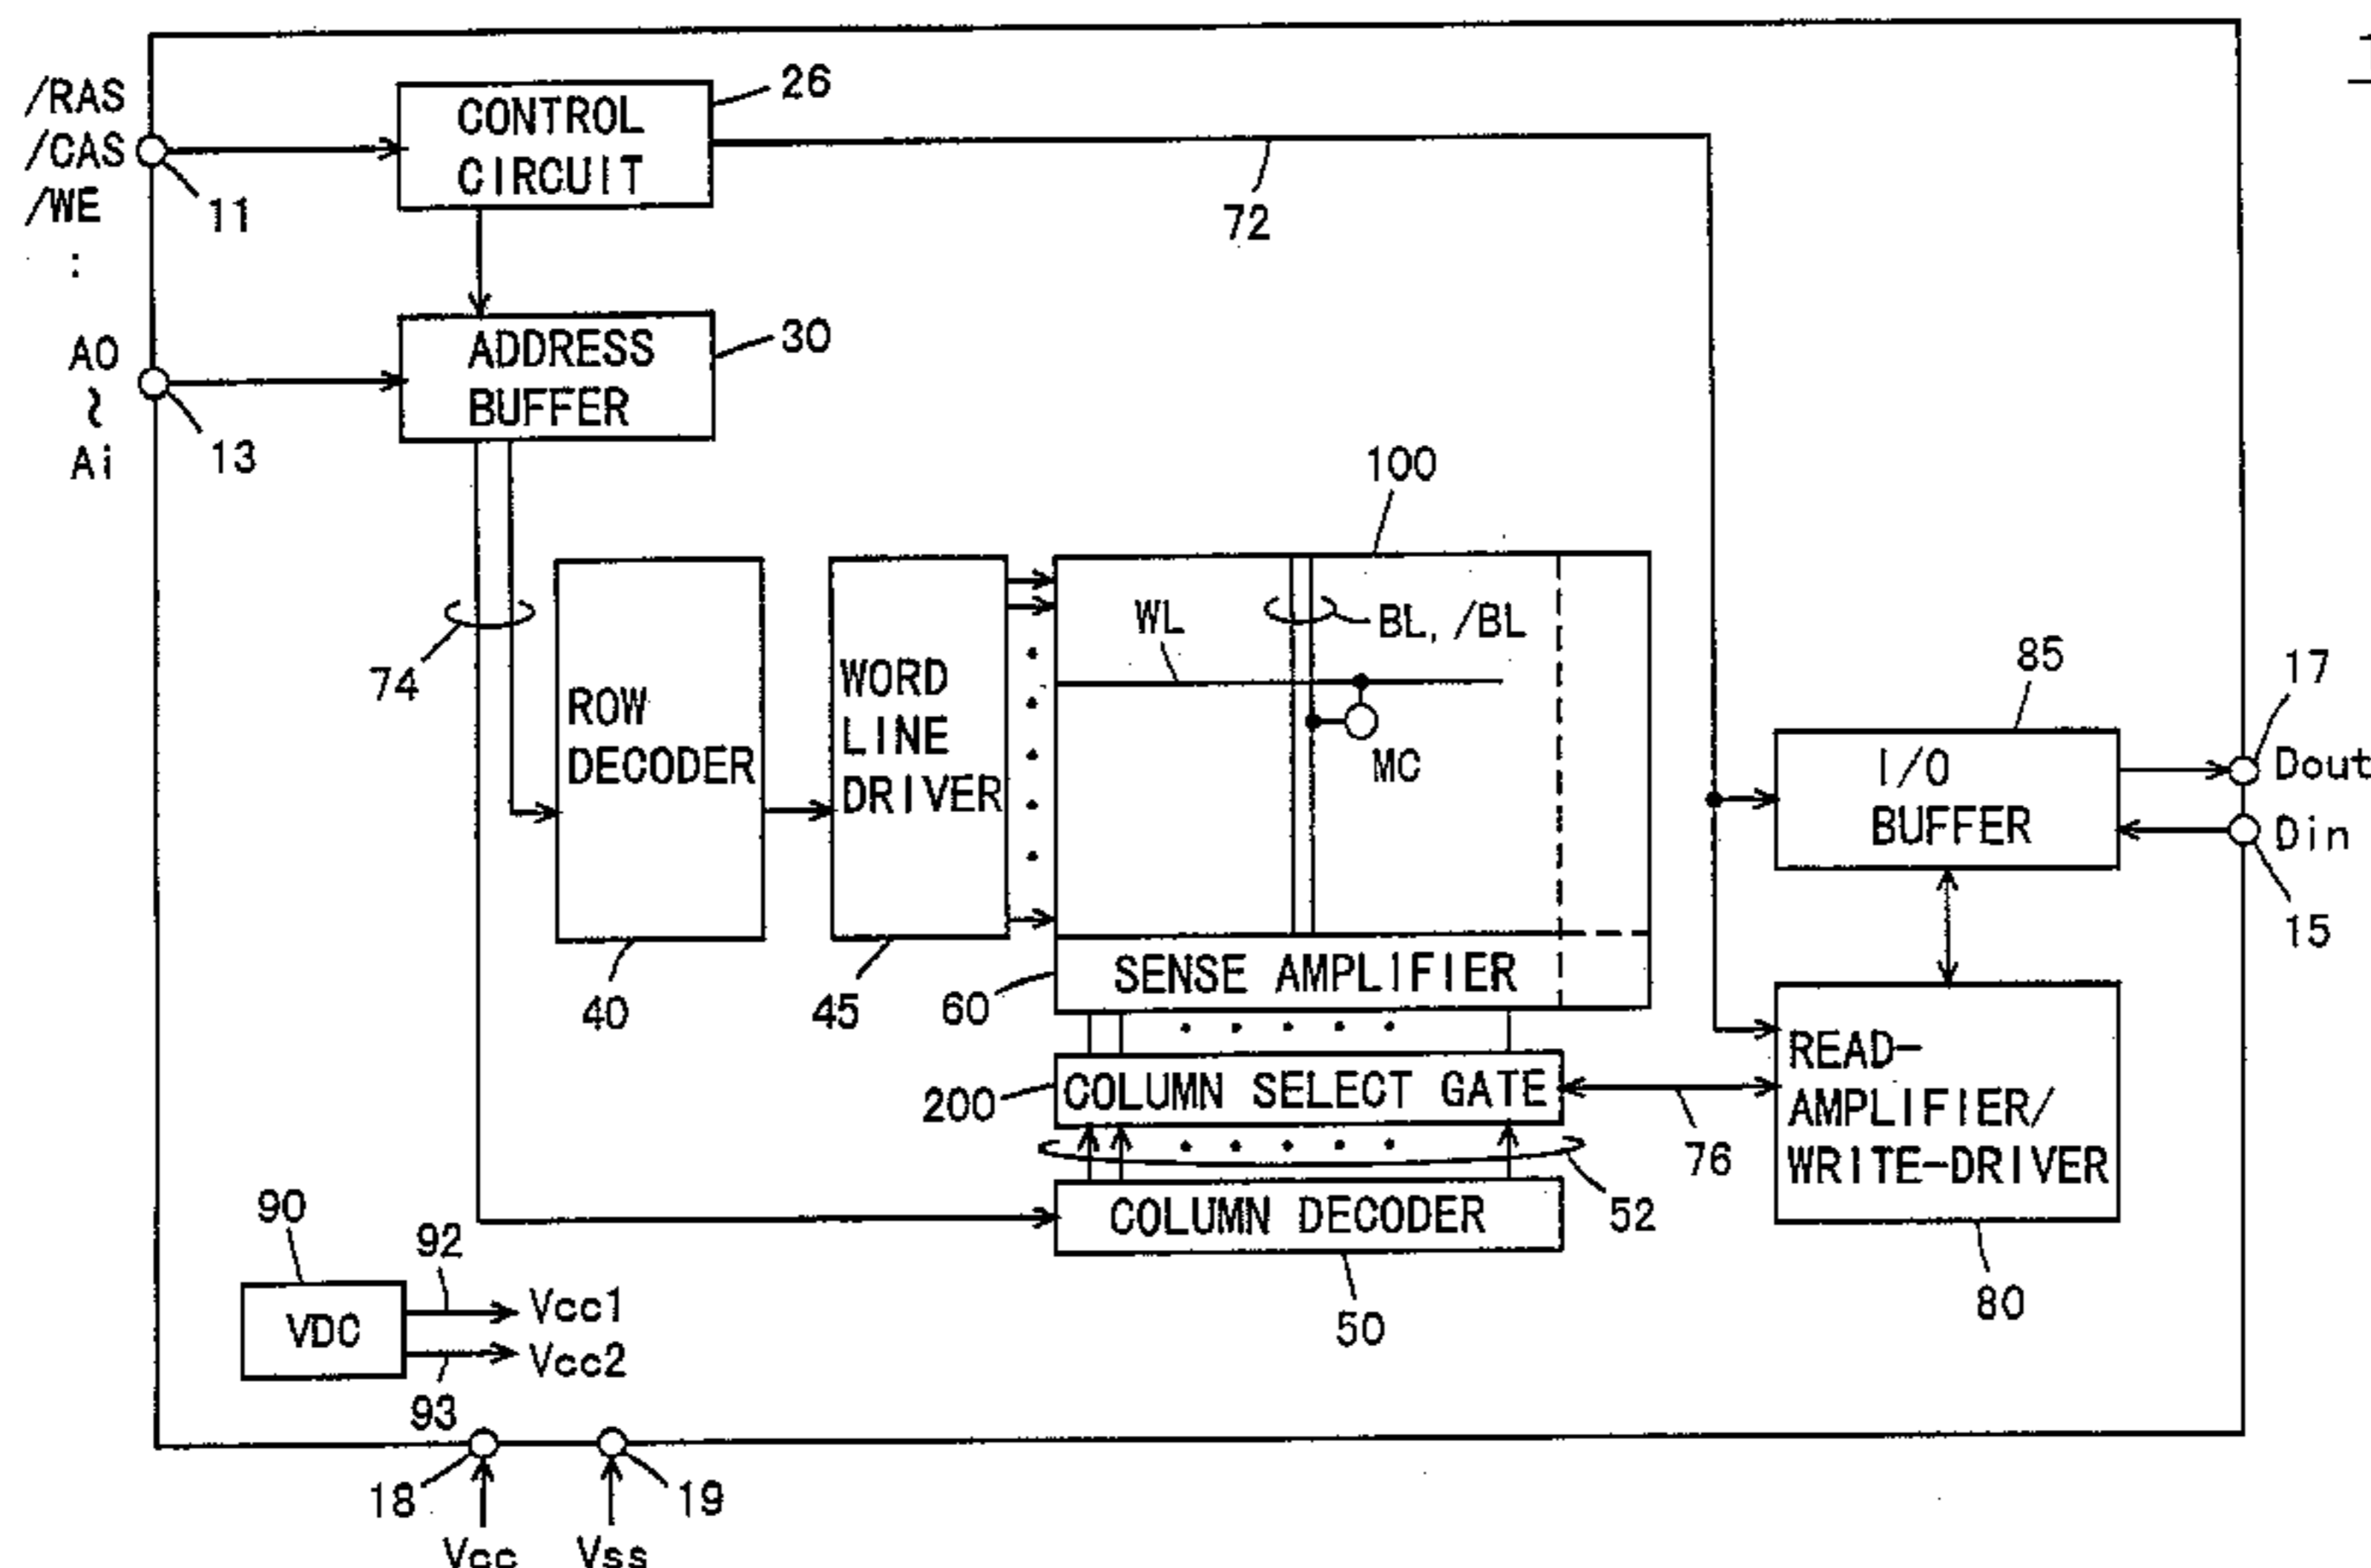 1
/RAS
/CAS
/WE
:
11
CONTROL
CIRCUIT
26
72
A0
~
Ai
13
ADDRESS
BUFFER
30
74
ROW
DECODER
40
WORD
LINE
DRIVER
45
100
WL
BL, /BL
MC
SENSE AMPLIFIER
60
COLUMN SELECT GATE
200
76
52
COLUMN DECODER
50
85
I/O
BUFFER
17
Dout
Din
15
READ-
AMPLIFIER/
WRITE-DRIVER
80
90
VDC
92
Vcc1
Vcc2
93
18
19
Vcc
Vss